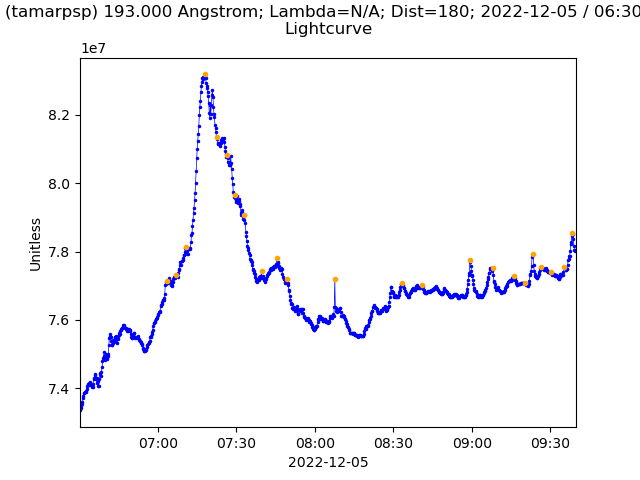 (tamarpsp) 193.000 Angstrom; Lambda=N/A; Dist=180; 2022-12-05 / 06:30
Lightcurve
1e7
8.2
8.0
7.8
7.6
7.4
Unitless
07:00 07:30 08:00 08:30 09:00 09:30
2022-12-05